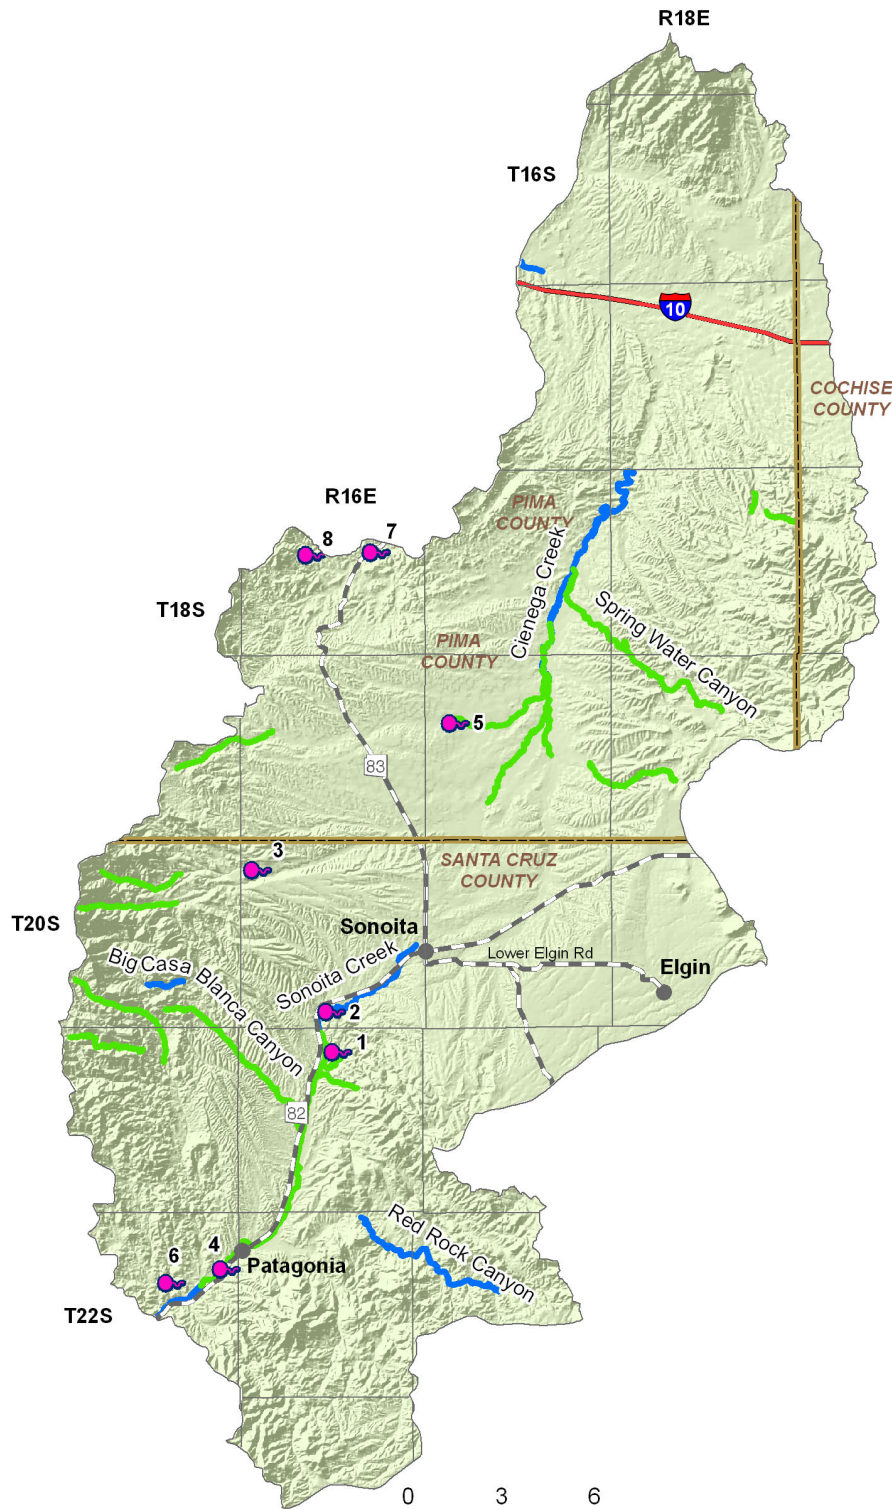 R18E
T16S
10
COCHISE
COUNTY
R16E
PIMA
COUNTY
8
7
Cienega Creek
T18S
Spring Water Canyon
PIMA
COUNTY
5
83
3
SANTA CRUZ
COUNTY
T20S
Sonoita
Lower Elgin Rd
Big Casa Blanca Canyon
Sonoita Creek
Elgin
2
1
82
Red Rock Canyon
6
4
Patagonia
T22S
0 3 6